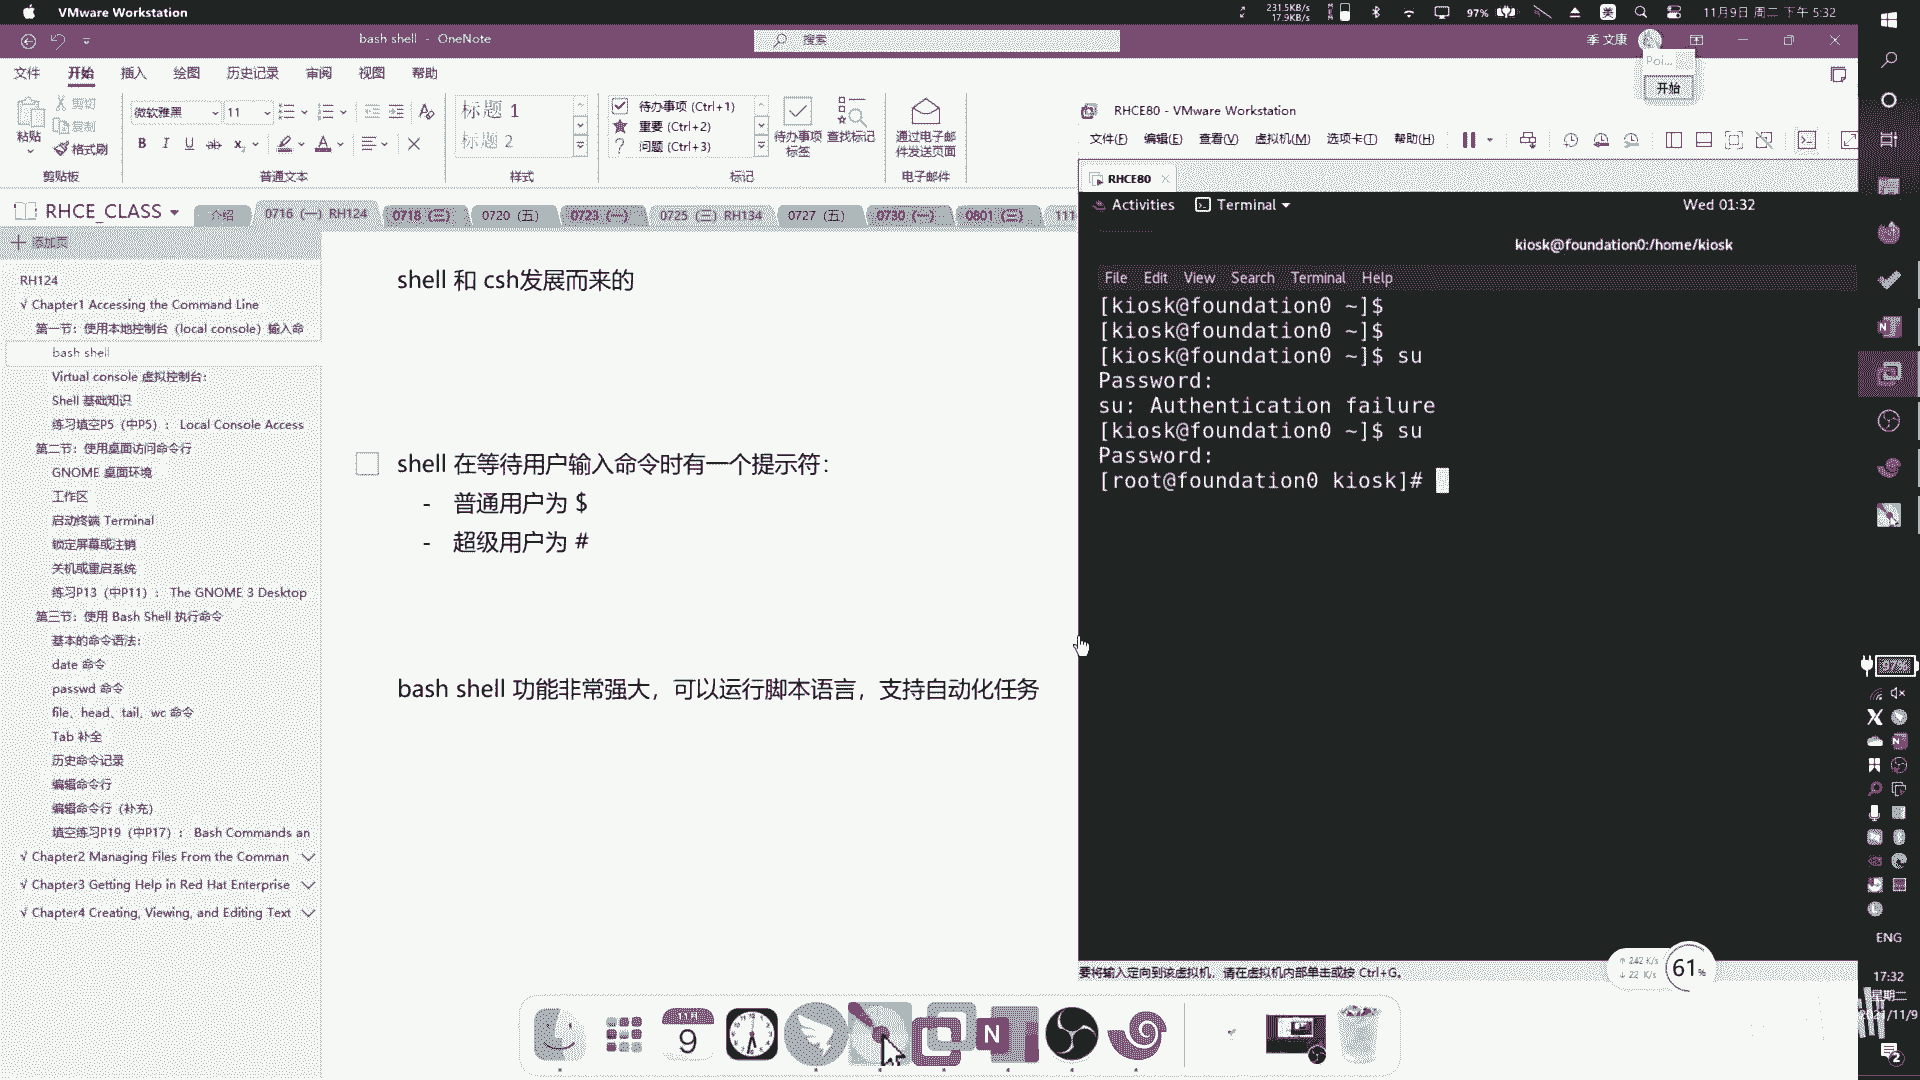 VMware Workstation
231.5KB/s
17.9KB/s
97%
美
11月9日 周二 下午 5:32
bash shell - OneNote
搜索
季 文康
文件 开始 插入 绘图 历史记录 审阅 视图 帮助
Poi...
开始
粘贴
剪切
复制
格式刷
剪贴板
微软雅黑 11
B I U ab x
普通文本
标题 1
标题 2
样式
待办事项 (Ctrl+1)
重要 (Ctrl+2)
问题 (Ctrl+3)
待办事项
标签
查找标记
标记
通过电子邮
件发送页面
电子邮件
RHCE80 - VMware Workstation
文件(F) 编辑(E) 查看(V) 虚拟机(M) 选项卡(T) 帮助(H)
RHCE80
RHCE_CLASS
介绍
0716 (一) RH124
0718 (三)
0720 (五)
0723 (一)
0725 (三) RH134
0727 (五)
0730 (一)
0801 (三)
添加页
RH124
√ Chapter1 Accessing the Command Line
第一节：使用本地控制台（local console）输入命
bash shell
Virtual console 虚拟控制台：
Shell 基础知识
练习填空P5（中P5）： Local Console Access
第二节：使用桌面访问命令行
GNOME 桌面环境
工作区
启动终端 Terminal
锁定屏幕或注销
关机或重启系统
练习P13（中P11）： The GNOME 3 Desktop
第三节：使用 Bash Shell 执行命令
基本的命令语法：
date 命令
passwd 命令
file、head、tail、wc 命令
Tab 补全
历史命令记录
编辑命令行
编辑命令行（补充）
填空练习P19（中P17）： Bash Commands an
√ Chapter2 Managing Files From the Comman
√ Chapter3 Getting Help in Red Hat Enterprise
√ Chapter4 Creating, Viewing, and Editing Text
shell 和 csh发展而来的
shell 在等待用户输入命令时有一个提示符：
- 普通用户为 $
- 超级用户为 #
bash shell 功能非常强大，可以运行脚本语言，支持自动化任务
Activities Terminal
Wed 01:32
kiosk@foundation0:/home/kiosk
File Edit View Search Terminal Help
[kiosk@foundation0 ~]$
[kiosk@foundation0 ~]$
[kiosk@foundation0 ~]$ su
Password:
su: Authentication failure
[kiosk@foundation0 ~]$ su
Password:
[root@foundation0 kiosk]#
要将输入定向到该虚拟机，请在虚拟机内部单击或按 Ctrl+G。
↑ 242 K/s
↓ 22 K/s
61%
97%
ENG
17:32
星期二
2021/11/9
2
9
N